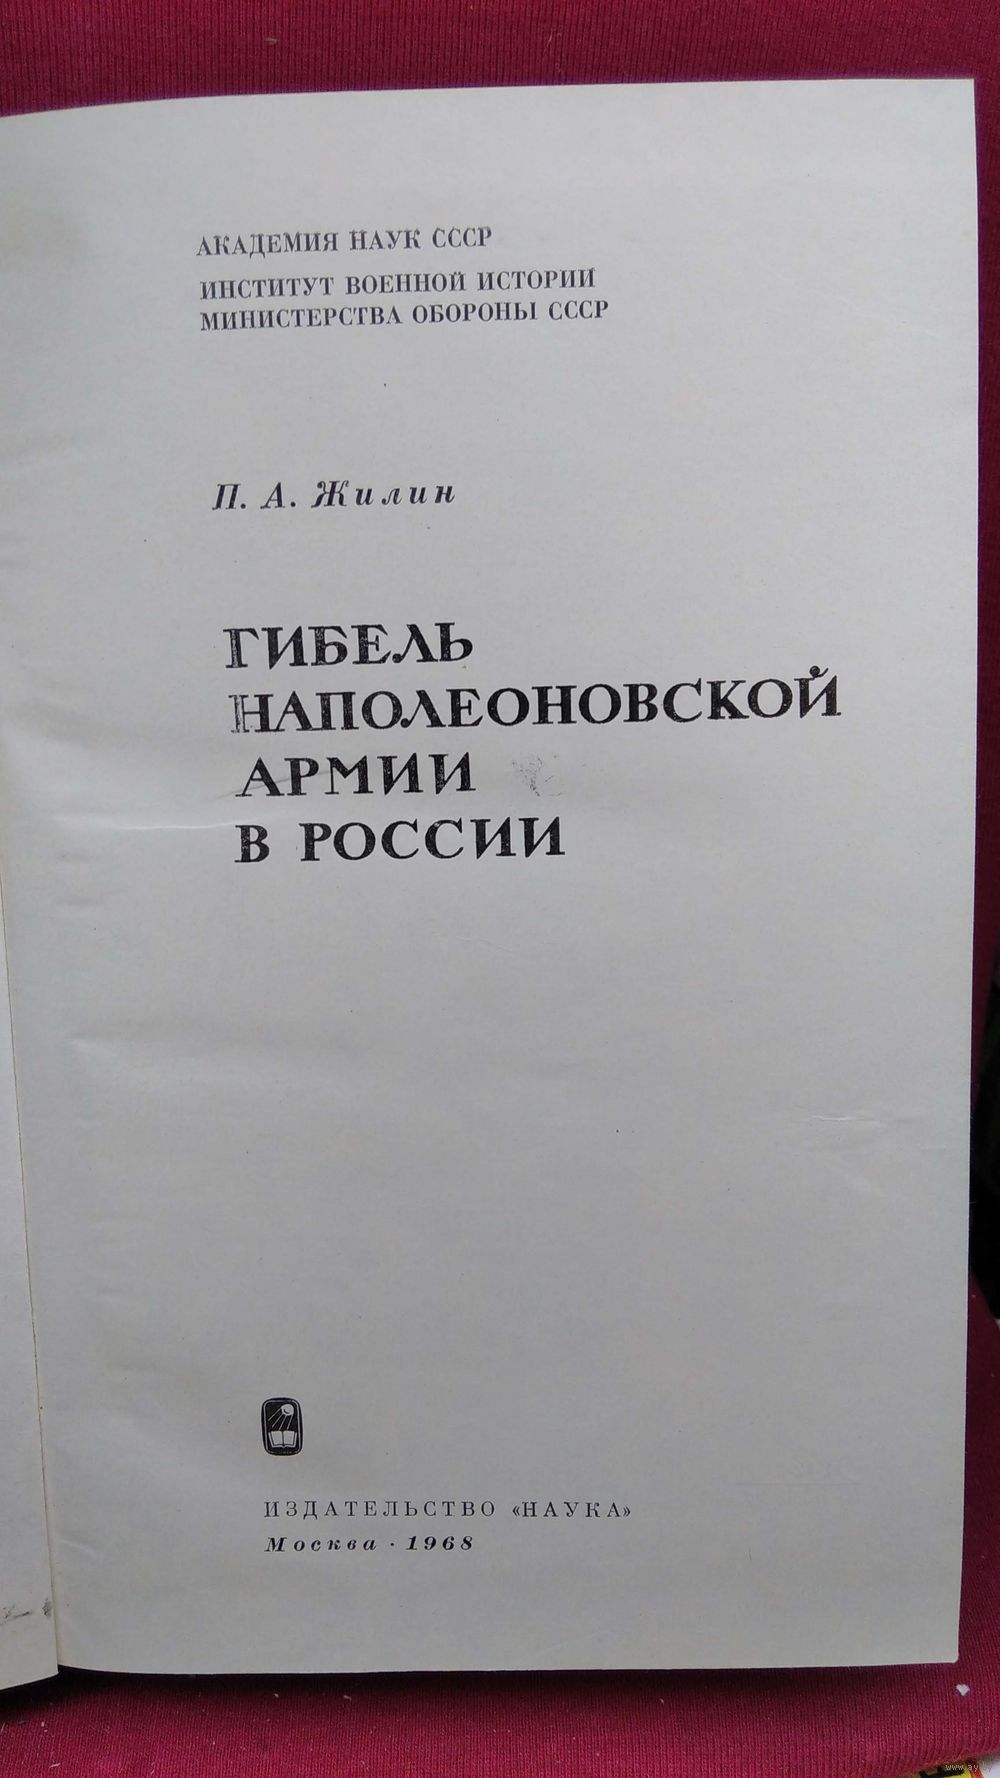 АКАДЕМИЯ НАУК СССР
ИНСТИТУТ ВОЕННОЙ ИСТОРИИ
МИНИСТЕРСТВА ОБОРОНЫ СССР
П. А. Жилин
ГИБЕЛЬ
НАПОЛЕОНОВСКОЙ
АРМИИ
В РОССИИ
ИЗДАТЕЛЬСТВО «НАУКА»
Москва · 1968